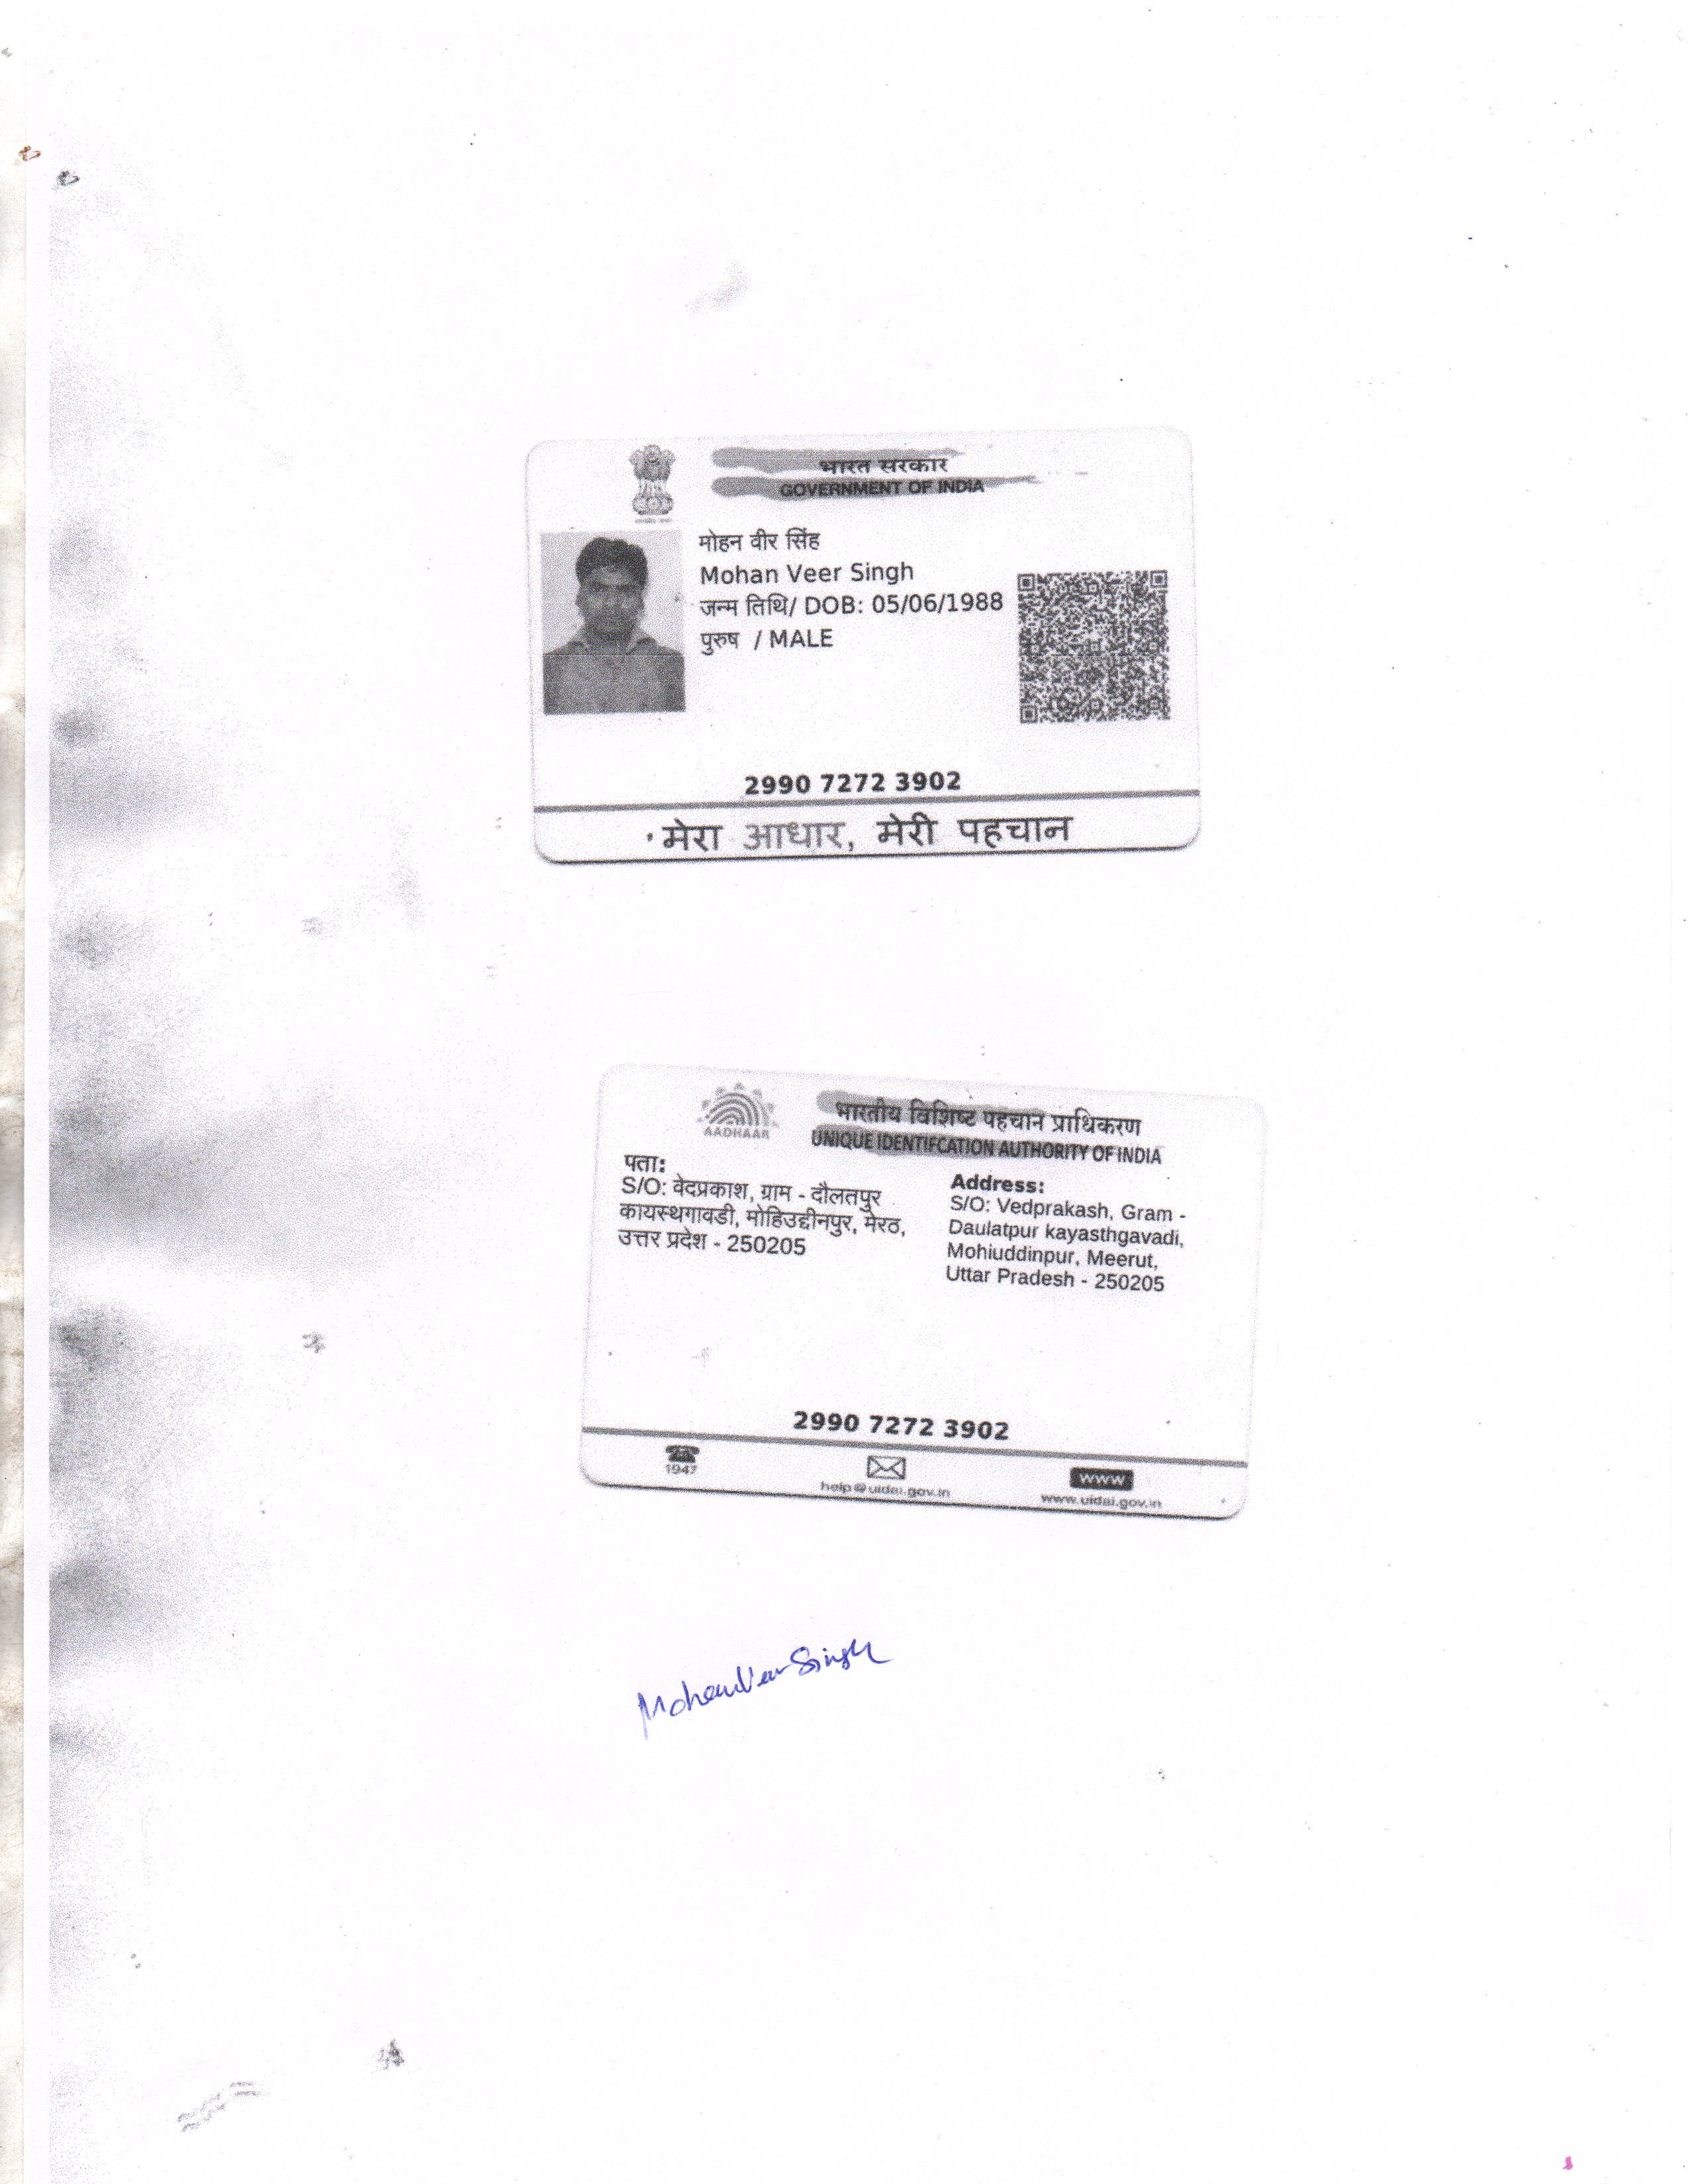 भारत सरकार
GOVERNMENT OF INDIA
मोहन वीर सिंह
Mohan Veer Singh
जन्म तिथि/ DOB: 05/06/1988
पुरुष / MALE
2990 7272 3902
मेरा आधार, मेरी पहचान
AADHAAR
भारतीय विशिष्ट पहचान प्राधिकरण
UNIQUE IDENTIFCATION AUTHORITY OF INDIA
पता:
S/O: वेदप्रकाश, ग्राम - दौलतपुर
कायस्थगावडी, मोहिउद्दीनपुर, मेरठ,
उत्तर प्रदेश - 250205
Address:
S/O: Vedprakash, Gram -
Daulatpur kayasthgavadi,
Mohiuddinpur, Meerut,
Uttar Pradesh - 250205
2990 7272 3902
1947
help@uidai.gov.in
www
www.uidai.gov.in
Mohan Veer Singh